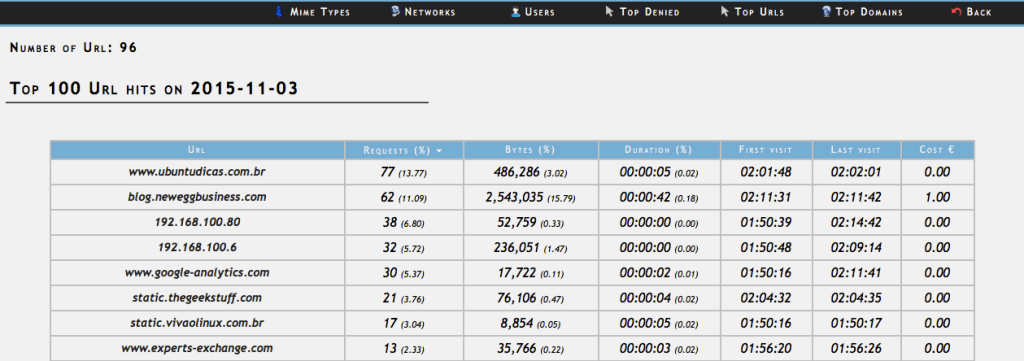 Mime Types Networks Users Top Denied Top Urls Top Domains Back
Number of Url: 96
Top 100 Url hits on 2015-11-03
Url Requests (%) Bytes (%) Duration (%) First visit Last visit Cost €
www.ubuntudicas.com.br 77 (13.77) 486,286 (3.02) 00:00:05 (0.02) 02:01:48 02:02:01 0.00
blog.neweggbusiness.com 62 (11.09) 2,543,035 (15.79) 00:00:42 (0.18) 02:11:31 02:11:42 1.00
192.168.100.80 38 (6.80) 52,759 (0.33) 00:00:00 (0.00) 01:50:39 02:14:42 0.00
192.168.100.6 32 (5.72) 236,051 (1.47) 00:00:00 (0.00) 01:50:48 02:09:14 0.00
www.google-analytics.com 30 (5.37) 17,722 (0.11) 00:00:02 (0.01) 01:50:16 02:11:41 0.00
static.thegeekstuff.com 21 (3.76) 76,106 (0.47) 00:00:04 (0.02) 02:04:32 02:04:35 0.00
static.vivaolinux.com.br 17 (3.04) 8,854 (0.05) 00:00:05 (0.02) 01:50:16 01:50:17 0.00
www.experts-exchange.com 13 (2.33) 35,766 (0.22) 00:00:03 (0.02) 01:56:20 01:56:26 0.00